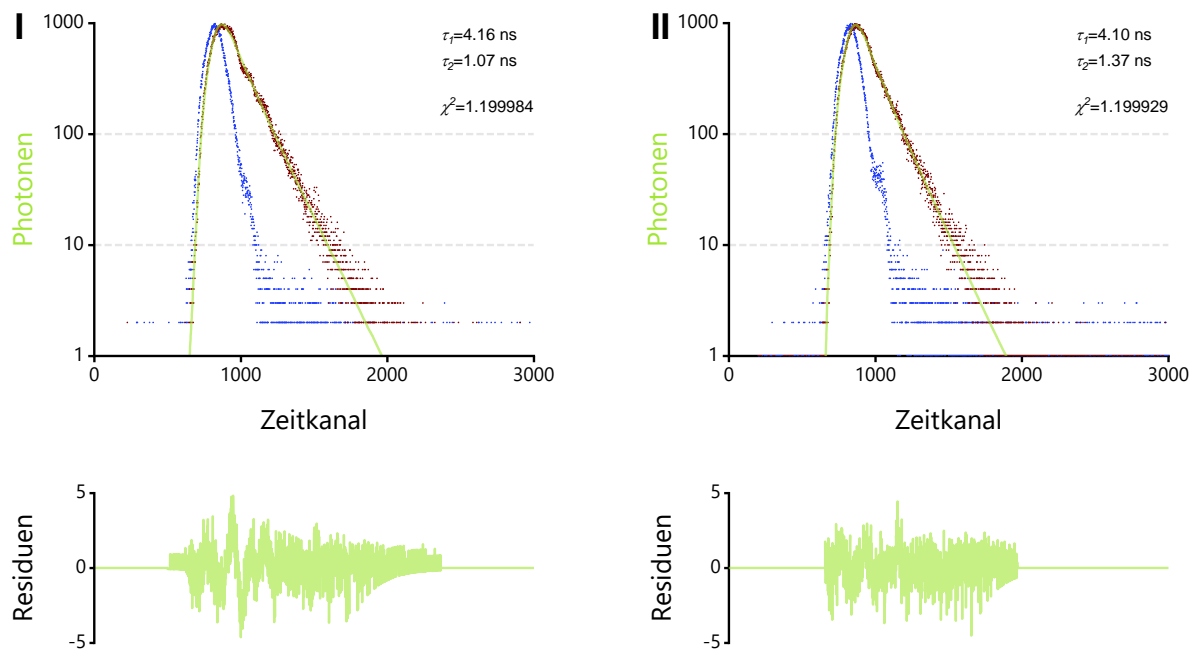 I
1000
100
10
1
Photonen
τ1=4.16 ns
τ2=1.07 ns
χ2=1.199984
0
1000
2000
3000
Zeitkanal
5
0
-5
Residuen
II
1000
100
10
1
Photonen
τ1=4.10 ns
τ2=1.37 ns
χ2=1.199929
0
1000
2000
3000
Zeitkanal
5
0
-5
Residuen